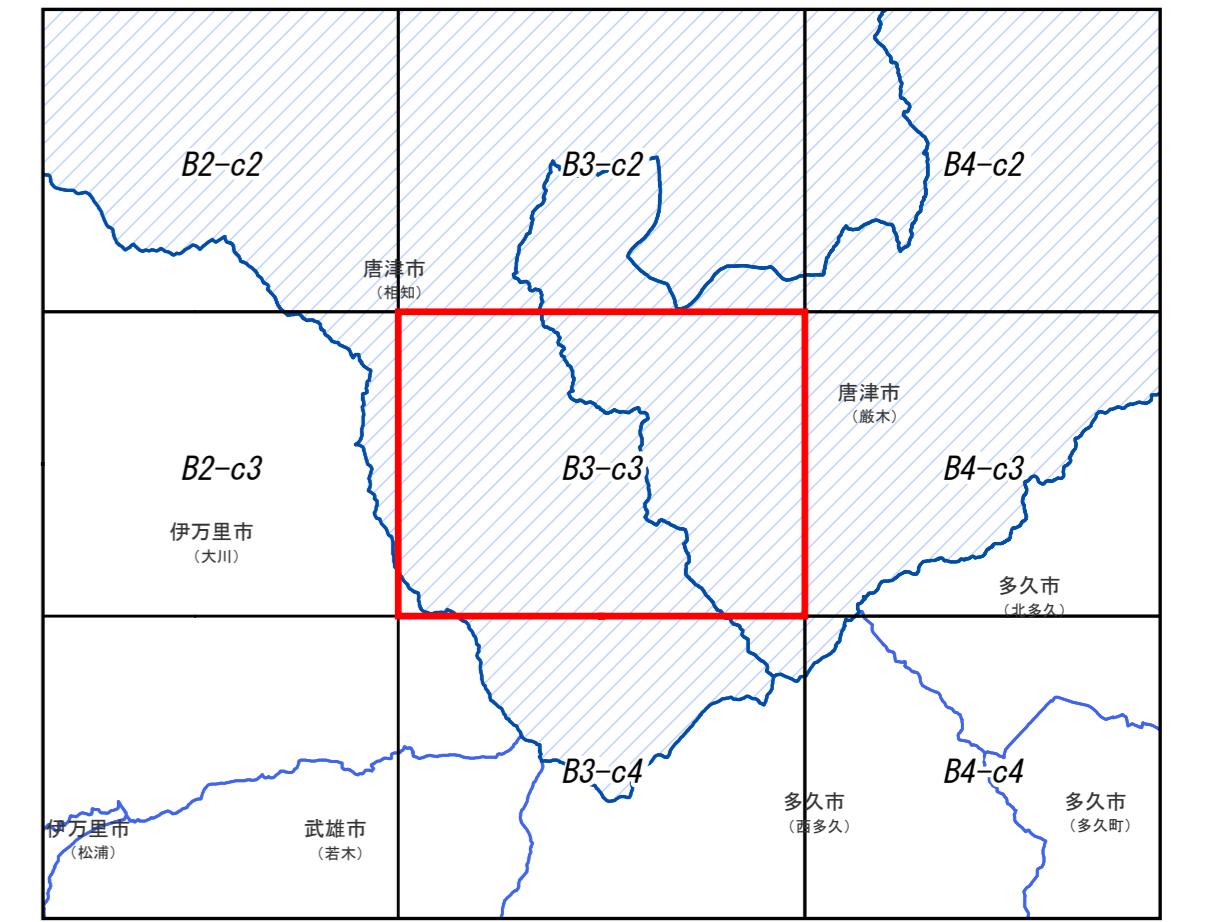 B2-c2
B3-c2
B4-c2
唐津市
（相知）
唐津市
（厳木）
B2-c3
B3-c3
B4-c3
伊万里市
（大川）
多久市
（北多久）
B3-c4
B4-c4
伊万里市
（松浦）
武雄市
（若木）
多久市
（西多久）
多久市
（多久町）